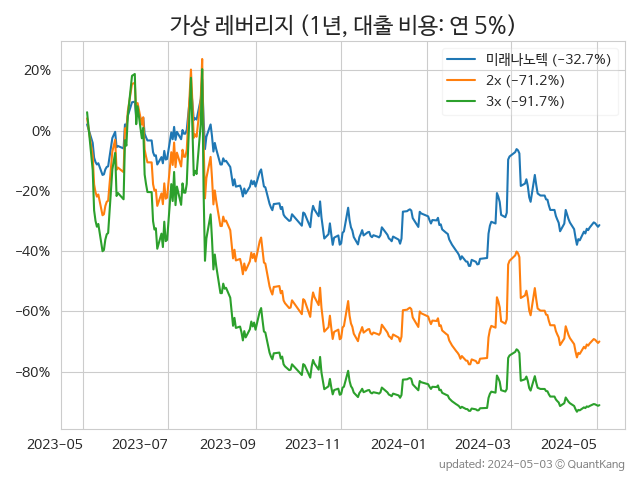 가상 레버리지 (1년, 대출 비용: 연 5%)
미래나노텍 (−32.7%)
2x (−71.2%)
3x (−91.7%)
20%
0%
−20%
−40%
−60%
−80%
2023-05 2023-07 2023-09 2023-11 2024-01 2024-03 2024-05
updated: 2024-05-03 ⓒ QuantKang